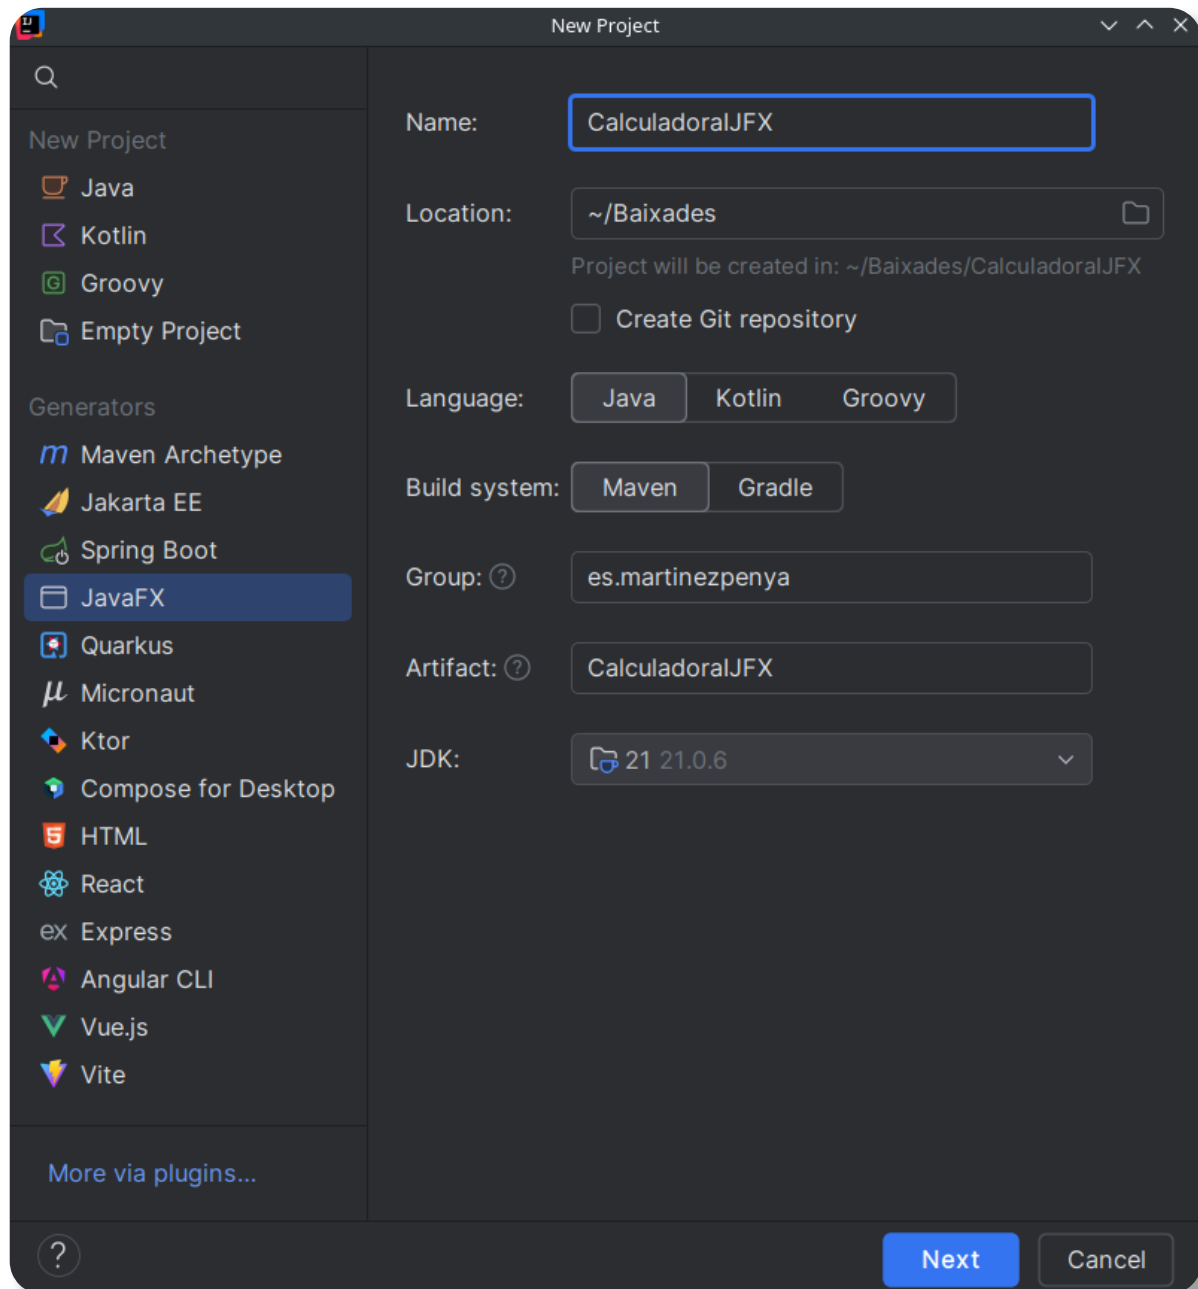 New Project
New Project
Java
Kotlin
Groovy
Empty Project
Generators
Maven Archetype
Jakarta EE
Spring Boot
JavaFX
Quarkus
Micronaut
Ktor
Compose for Desktop
HTML
React
ex Express
Angular CLI
Vue.js
Vite
More via plugins...
Name: CalculadoraIJFX
Location: ~/Baixades
Project will be created in: ~/Baixades/CalculadoraIJFX
Create Git repository
Language: Java Kotlin Groovy
Build system: Maven Gradle
Group: ? es.martinezpenya
Artifact: ? CalculadoraIJFX
JDK: 21 21.0.6
? Next Cancel